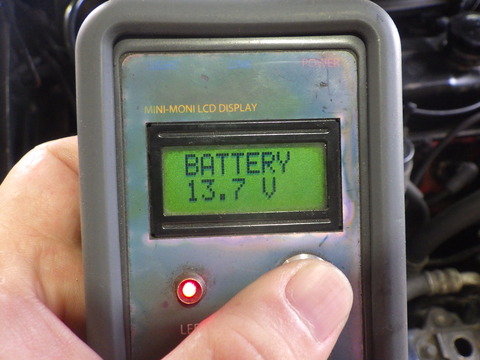 POWER
MINI-MONI LCD DISPLAY
BATTERY
13.7 V